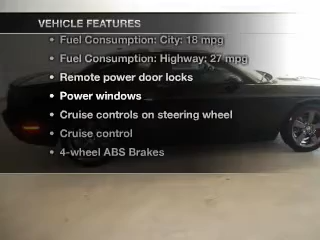 VEHICLE FEATURES
• Fuel Consumption: City: 18 mpg
• Fuel Consumption: Highway: 27 mpg
• Remote power door locks
• Power windows
• Cruise controls on steering wheel
• Cruise control
• 4-wheel ABS Brakes